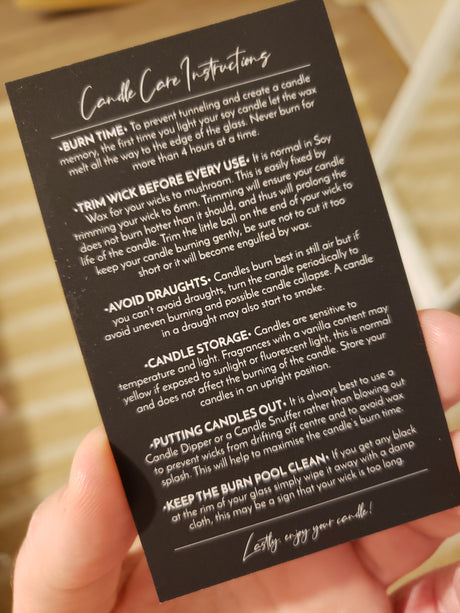 Candle Care Instructions
•BURN TIME• To prevent tunneling and create a candle
memory, the first time you light your soy candle let the wax
melt all the way to the edge of the glass. Never burn for
more than 4 hours at a time.
•TRIM WICK BEFORE EVERY USE• It is normal in Soy
Wax for your wicks to mushroom. This is easily fixed by
trimming your wick to 6mm. Trimming will ensure your candle
does not burn hotter than it should, and thus will prolong the
life of the candle. Trim the little ball on the end of your wick to
keep your candle burning gently, be sure not to cut it too
short or it will become engulfed by wax.
•AVOID DRAUGHTS• Candles burn best in still air but if
you can't avoid draughts, turn the candle periodically to
avoid uneven burning and possible candle collapse. A candle
in a draught may also start to smoke.
•CANDLE STORAGE• Candles are sensitive to
temperature and light. Fragrances with a vanilla content may
yellow if exposed to sunlight or fluorescent light, this is normal
and does not affect the burning of the candle. Store your
candles in an upright position.
•PUTTING CANDLES OUT• It is always best to use a
Candle Dipper or a Candle Snuffer rather than blowing out
to prevent wicks from drifting off centre and to avoid wax
splash. This will help to maximise the candle's burn time.
•KEEP THE BURN POOL CLEAN• If you get any black
at the rim of your glass simply wipe it away with a damp
cloth, this may be a sign that your wick is too long.
Lastly, enjoy your candle!